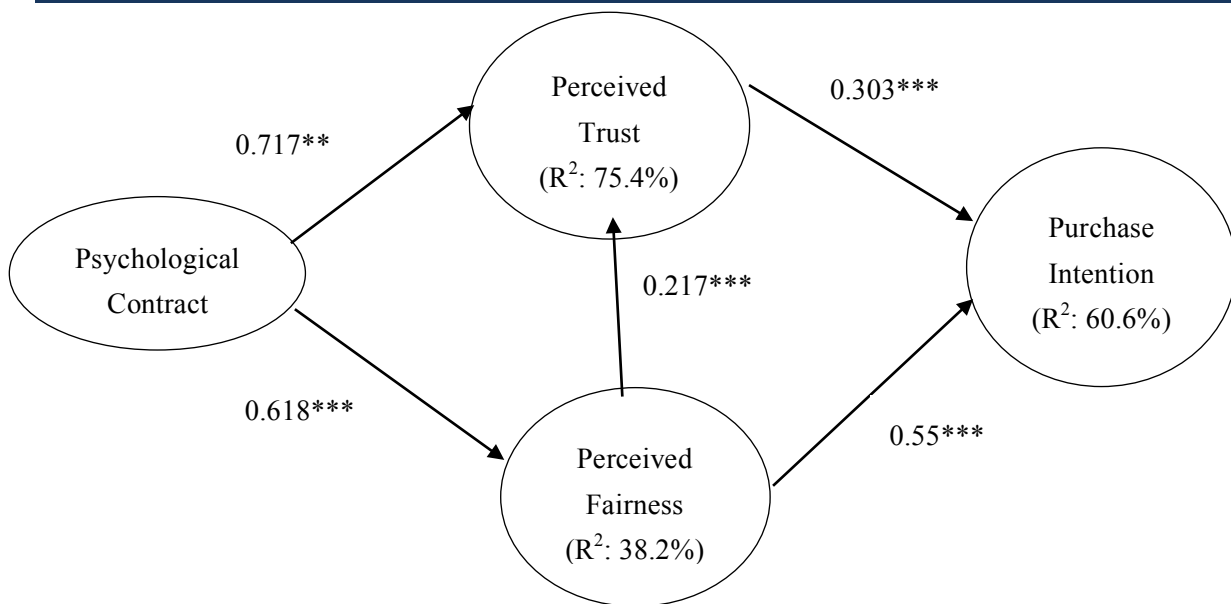 Perceived
Trust
(R²: 75.4%)
0.303***
0.717**
Psychological
Contract
Purchase
Intention
(R²: 60.6%)
0.217***
0.618***
0.55***
Perceived
Fairness
(R²: 38.2%)